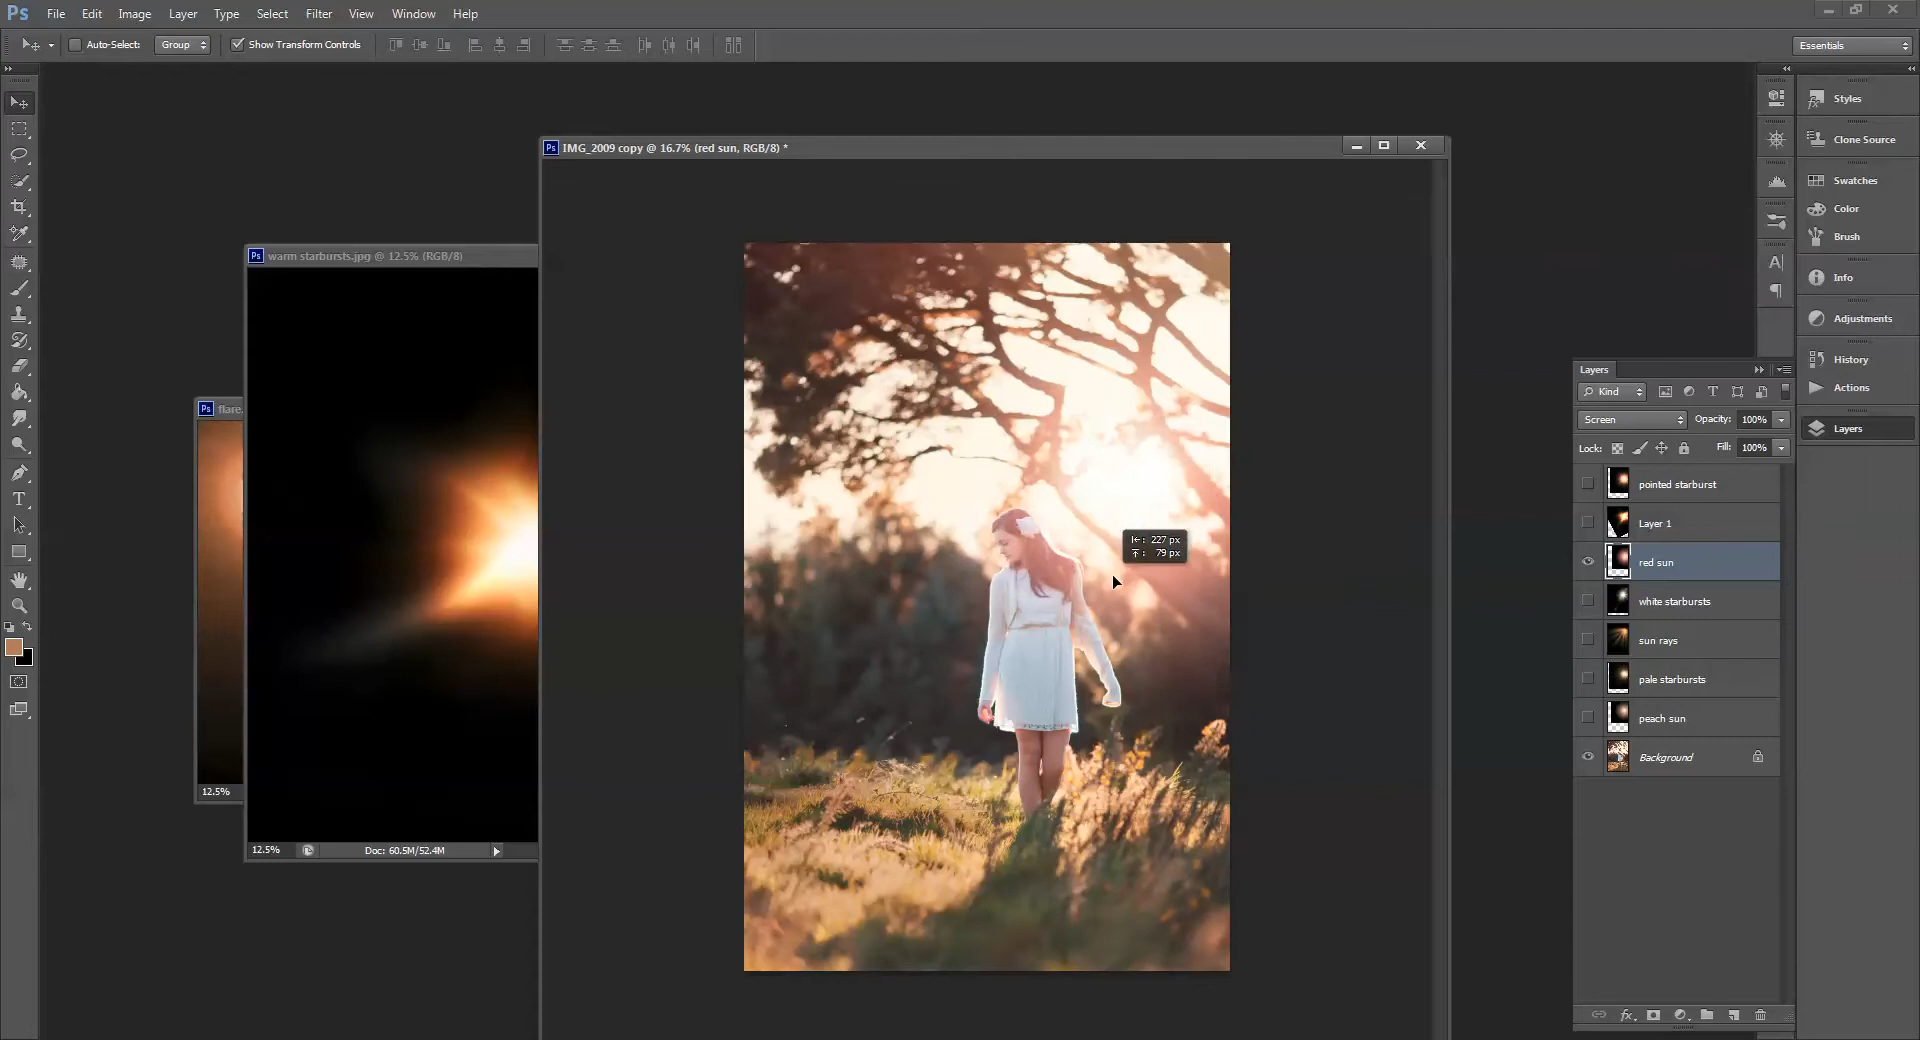 Ps File Edit Image Layer Type Select Filter View Window Help
Auto-Select: Group Show Transform Controls Essentials
IMG_2009 copy @ 16.7% (red sun, RGB/8) *
Ps warm starbursts.jpg @ 12.5% (RGB/8)
Ps flare.
12.5%
12.5% Doc: 60.5M/52.4M
227 px
79 px
Styles
Clone Source
Swatches
Color
Brush
Info
Adjustments
History
Actions
Layers
Layers
Kind
Screen Opacity: 100%
Lock: Fill: 100%
pointed starburst
Layer 1
red sun
white starbursts
sun rays
pale starbursts
peach sun
Background